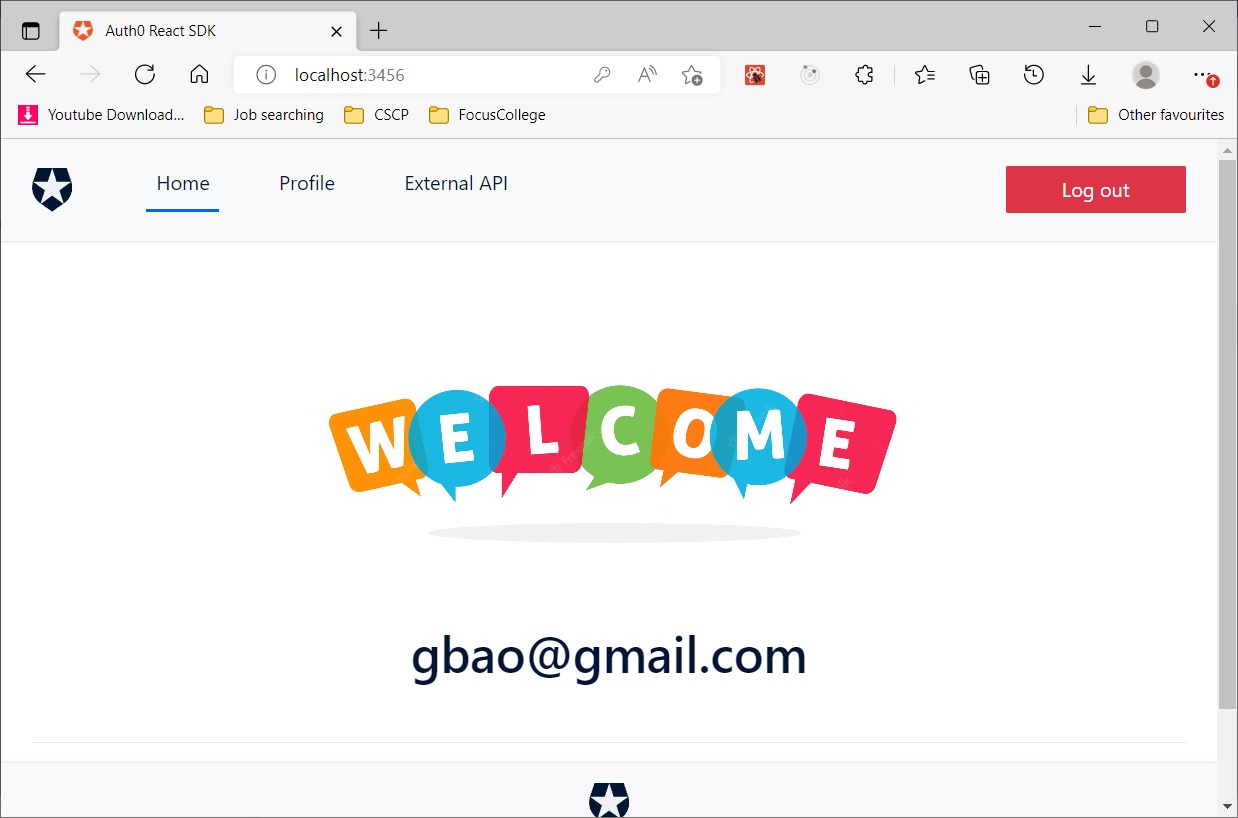 Auth0 React SDK
localhost:3456
Youtube Download... Job searching CSCP FocusCollege Other favourites
Home Profile External API Log out
WELCOME
gbao@gmail.com